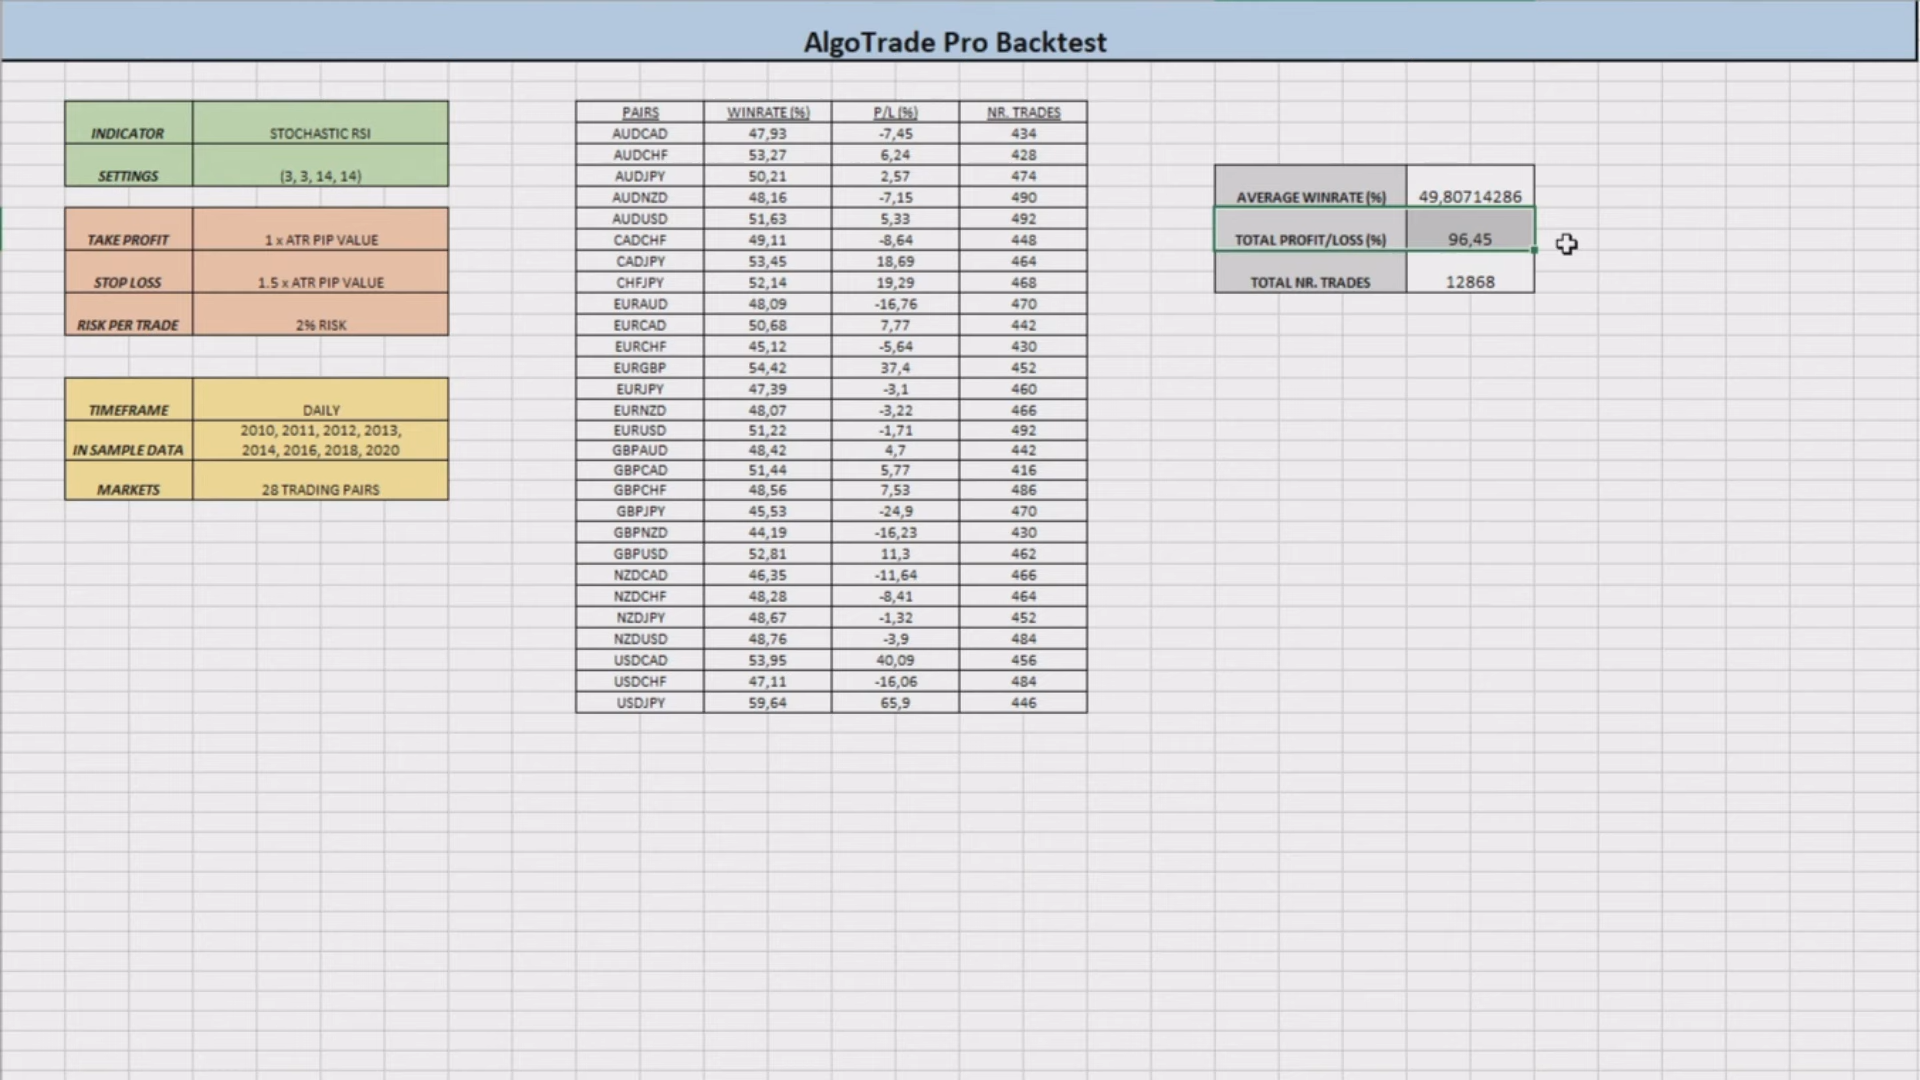 AlgoTrade Pro Backtest
INDICATOR STOCHASTIC RSI
SETTINGS (3, 3, 14, 14)
TAKE PROFIT 1 x ATR PIP VALUE
STOP LOSS 1.5 x ATR PIP VALUE
RISK PER TRADE 2% RISK
TIMEFRAME DAILY
IN SAMPLE DATA 2010, 2011, 2012, 2013,
2014, 2016, 2018, 2020
MARKETS 28 TRADING PAIRS
PAIRS WINRATE (%) P/L (%) NR. TRADES
AUDCAD 47,93 -7,45 434
AUDCHF 53,27 6,24 428
AUDJPY 50,21 2,57 474
AUDNZD 48,16 -7,15 490
AUDUSD 51,63 5,33 492
CADCHF 49,11 -8,64 448
CADJPY 53,45 18,69 464
CHFJPY 52,14 19,29 468
EURAUD 48,09 -16,76 470
EURCAD 50,68 7,77 442
EURCHF 45,12 -5,64 430
EURGBP 54,42 37,4 452
EURJPY 47,39 -3,1 460
EURNZD 48,07 -3,22 466
EURUSD 51,22 -1,71 492
GBPAUD 48,42 4,7 442
GBPCAD 51,44 5,77 416
GBPCHF 48,56 7,53 486
GBPJPY 45,53 -24,9 470
GBPNZD 44,19 -16,23 430
GBPUSD 52,81 11,3 462
NZDCAD 46,35 -11,64 466
NZDCHF 48,28 -8,41 464
NZDJPY 48,67 -1,32 452
NZDUSD 48,76 -3,9 484
USDCAD 53,95 40,09 456
USDCHF 47,11 -16,06 484
USDJPY 59,64 65,9 446
AVERAGE WINRATE (%) 49,80714286
TOTAL PROFIT/LOSS (%) 96,45
TOTAL NR. TRADES 12868